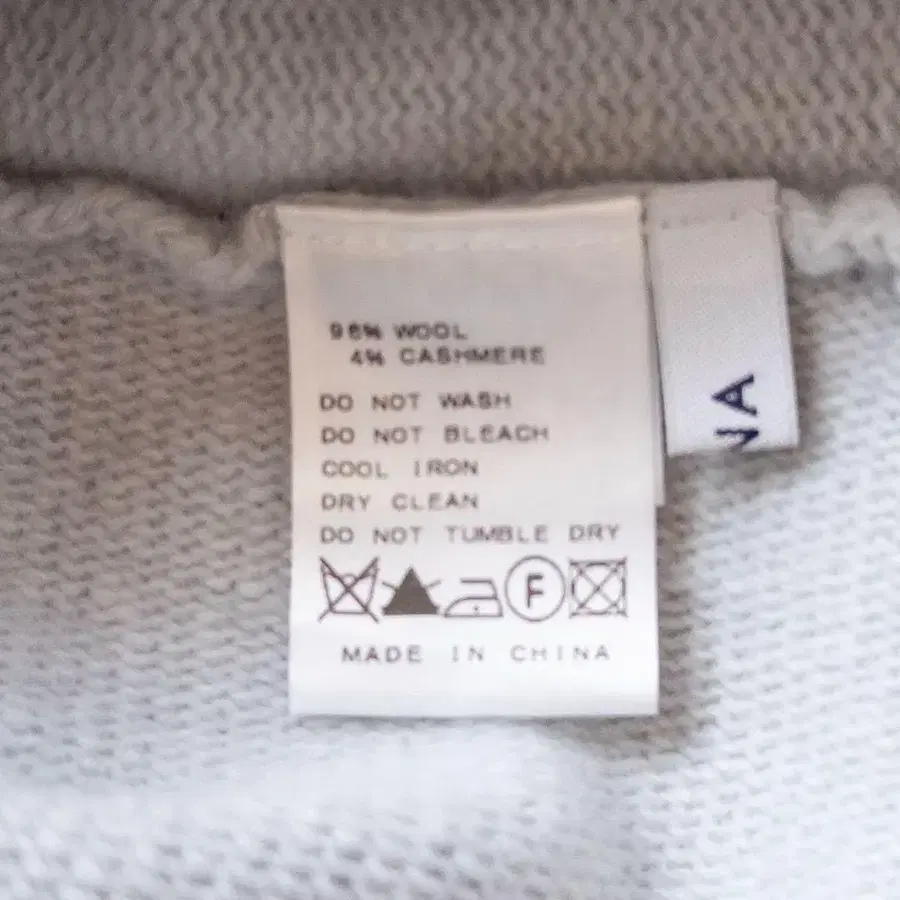 96% WOOL
4% CASHMERE
DO NOT WASH
DO NOT BLEACH
COOL IRON
DRY CLEAN
DO NOT TUMBLE DRY
F
MADE IN CHINA
NA